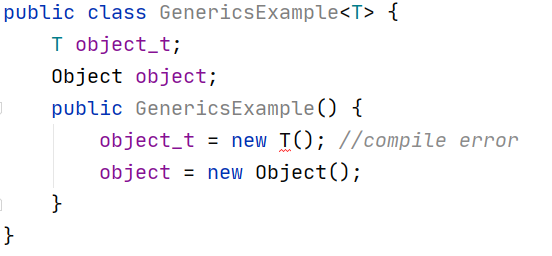 public class GenericsExample<T> {
    T object_t;
    Object object;
    public GenericsExample() {
        object_t = new T(); //compile error
        object = new Object();
    }
}